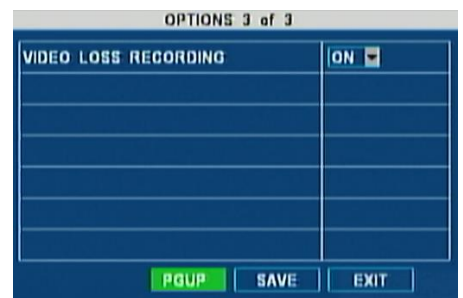 OPTIONS 3 of 3
VIDEO LOSS RECORDING ON
PGUP SAVE EXIT